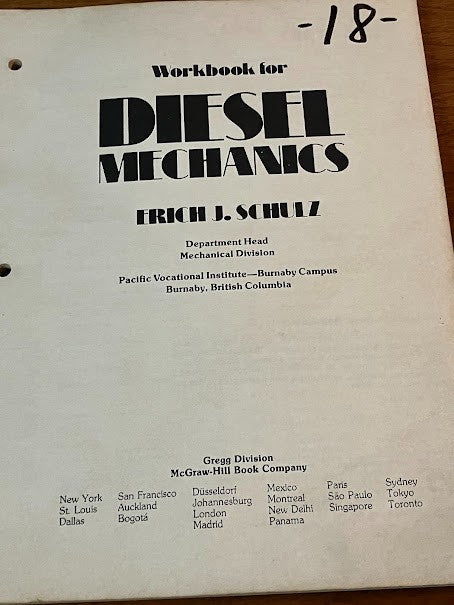 -18-
Workbook for
DIESEL
MECHANICS
ERICH J. SCHULZ
Department Head
Mechanical Division
Pacific Vocational Institute—Burnaby Campus
Burnaby, British Columbia
Gregg Division
McGraw-Hill Book Company
New York San Francisco Düsseldorf Mexico Paris Sydney
St. Louis Auckland Johannesburg Montreal São Paulo Tokyo
Dallas Bogotá London New Delhi Singapore Toronto
Madrid Panama